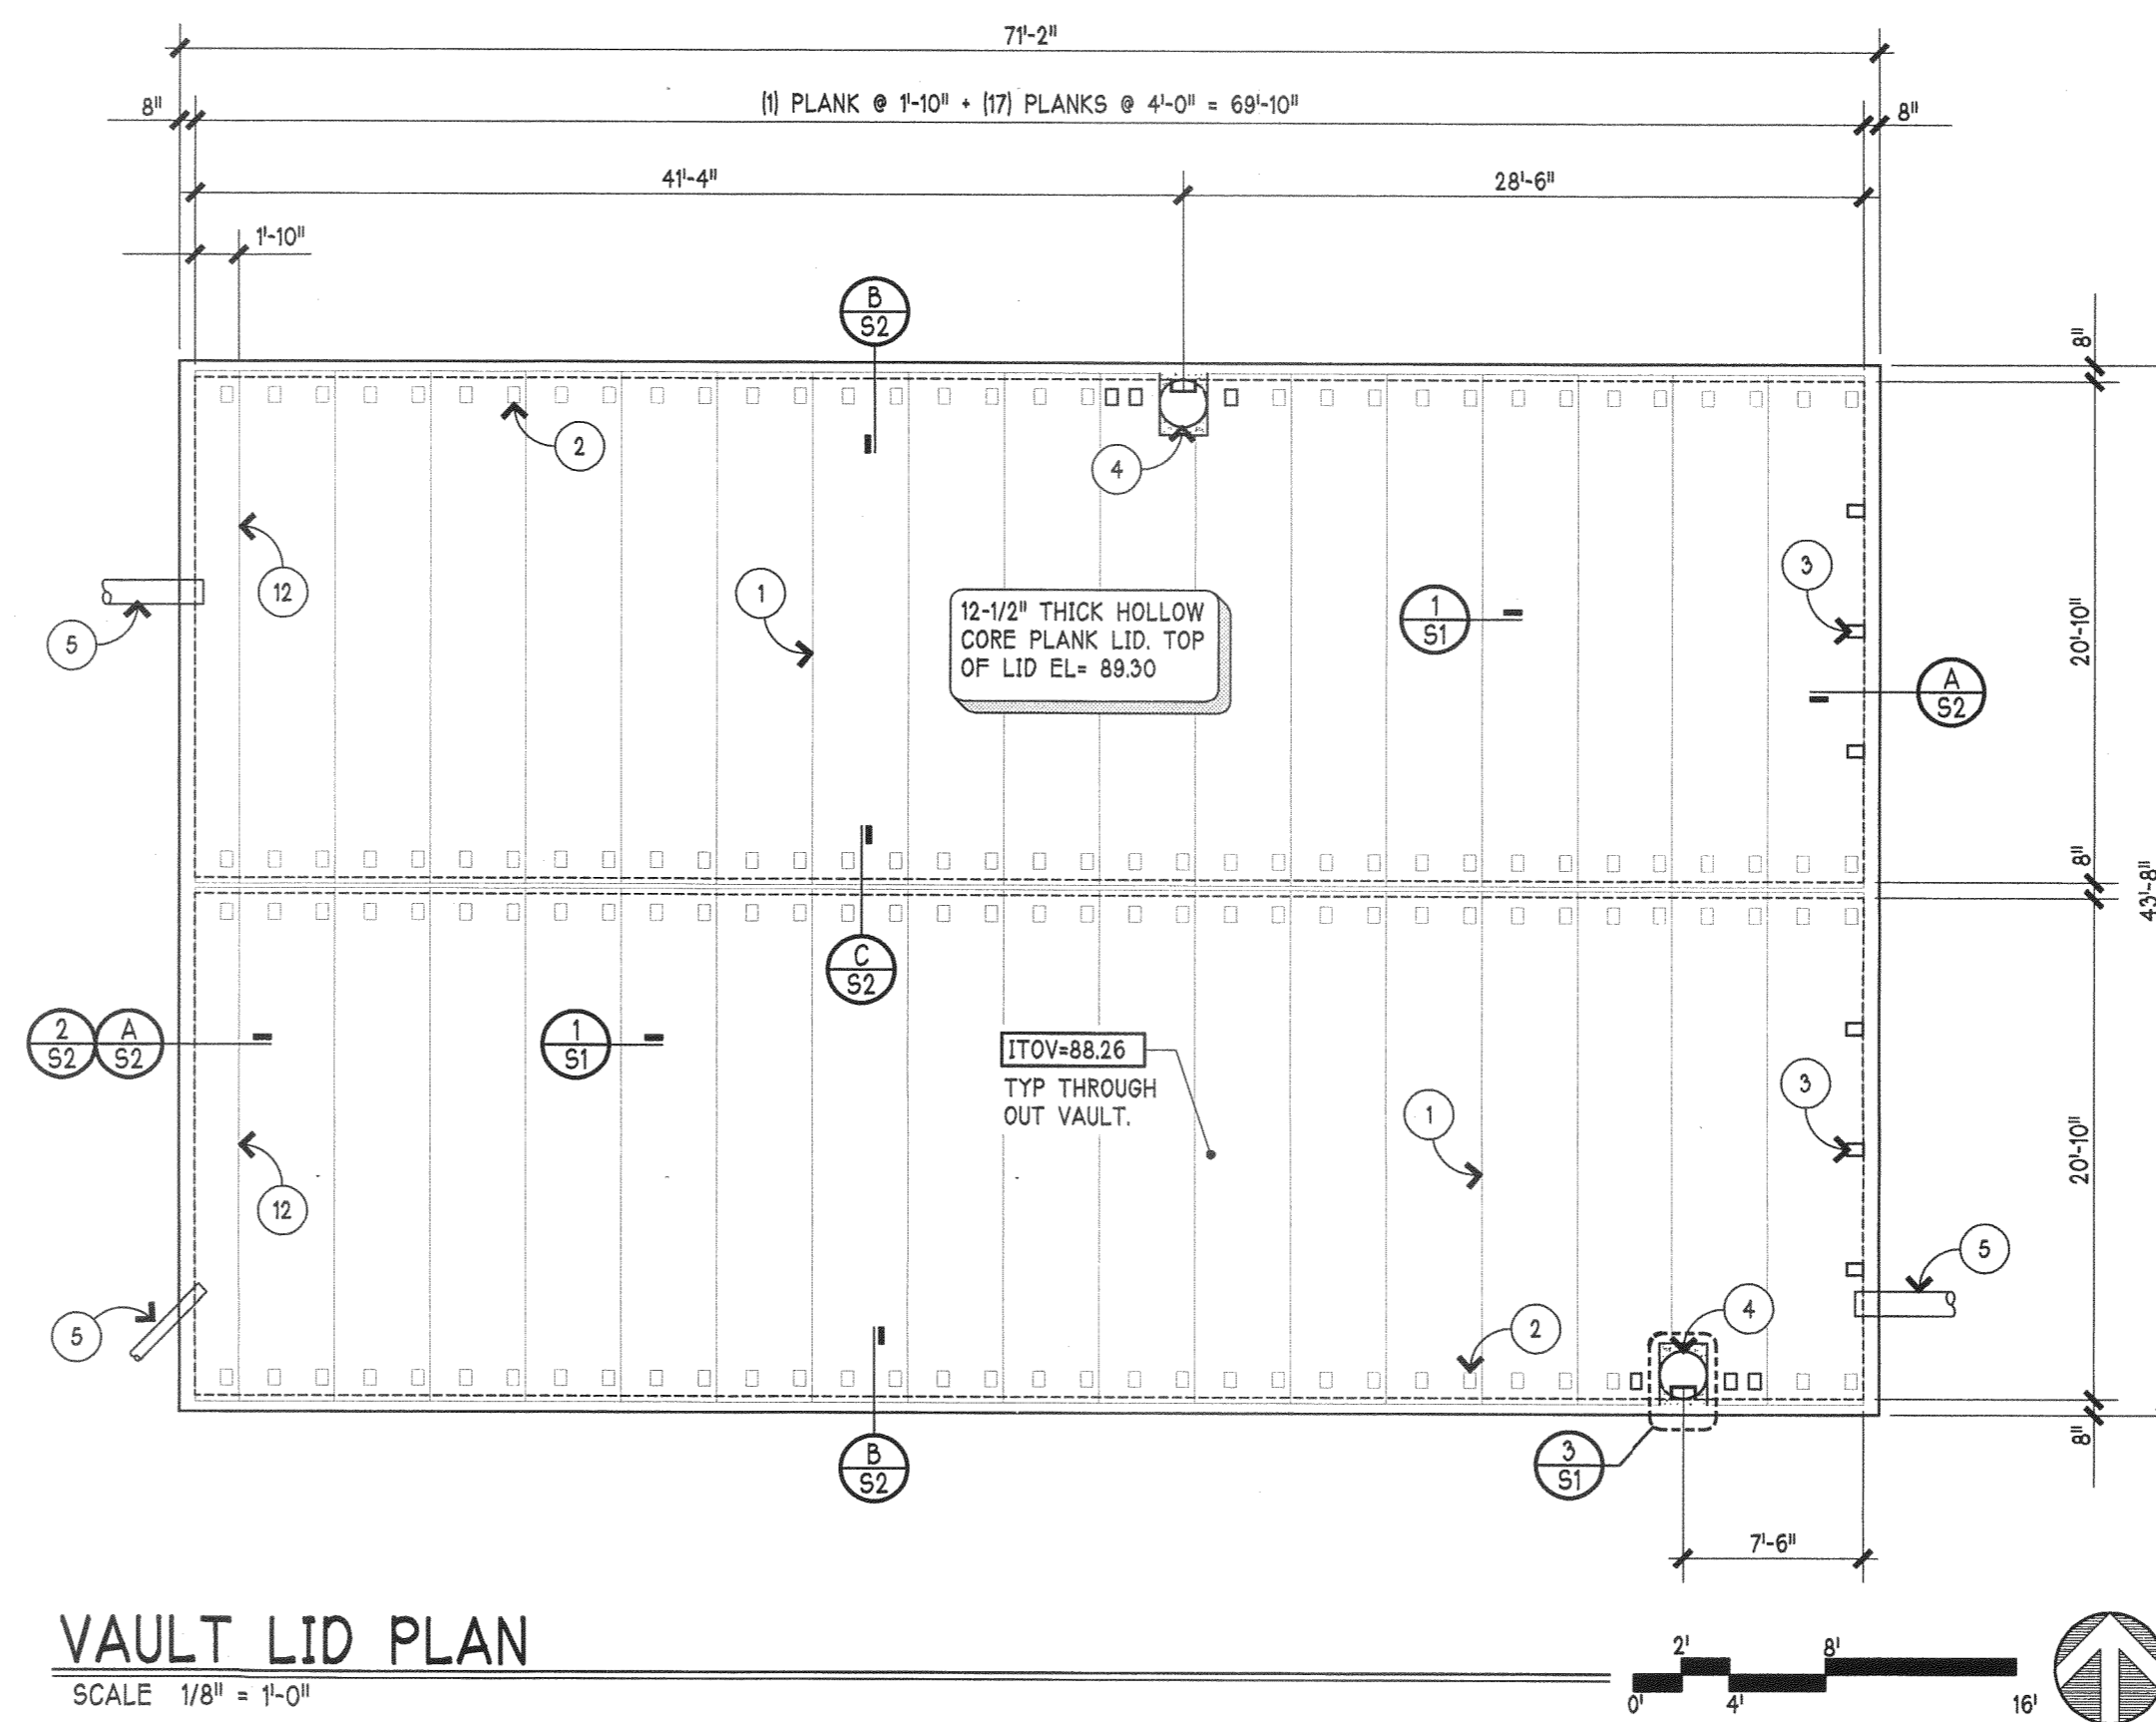 71'-2"
8"
(1) PLANK @ 1'-10" + (17) PLANKS @ 4'-0" = 69'-10"
8"
41'-4"
28'-6"
1'-10"
B
S2
8"
2
4
12
1
5
3
12-1/2" THICK HOLLOW
CORE PLANK LID. TOP
OF LID EL= 89.30
1
S1
20'-10"
A
S2
8"
43'-8"
C
S2
2
S2
A
S2
1
S1
ITOV=88.26
TYP THROUGH
OUT VAULT.
3
1
20'-10"
12
5
5
4
2
B
S2
3
S1
8"
7'-6"
VAULT LID PLAN
SCALE 1/8" = 1'-0"
2'
8'
0'
4'
16'